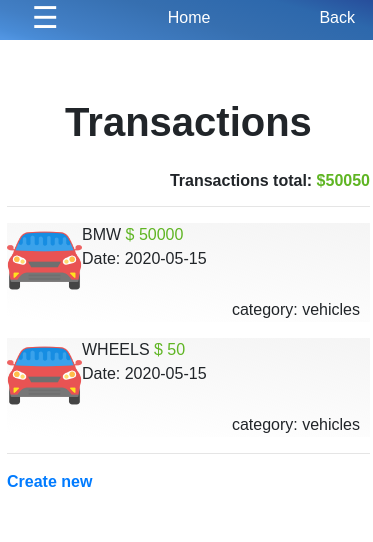 ☰ Home Back
Transactions
Transactions total: $50050
BMW $ 50000
Date: 2020-05-15
category: vehicles
WHEELS $ 50
Date: 2020-05-15
category: vehicles
Create new